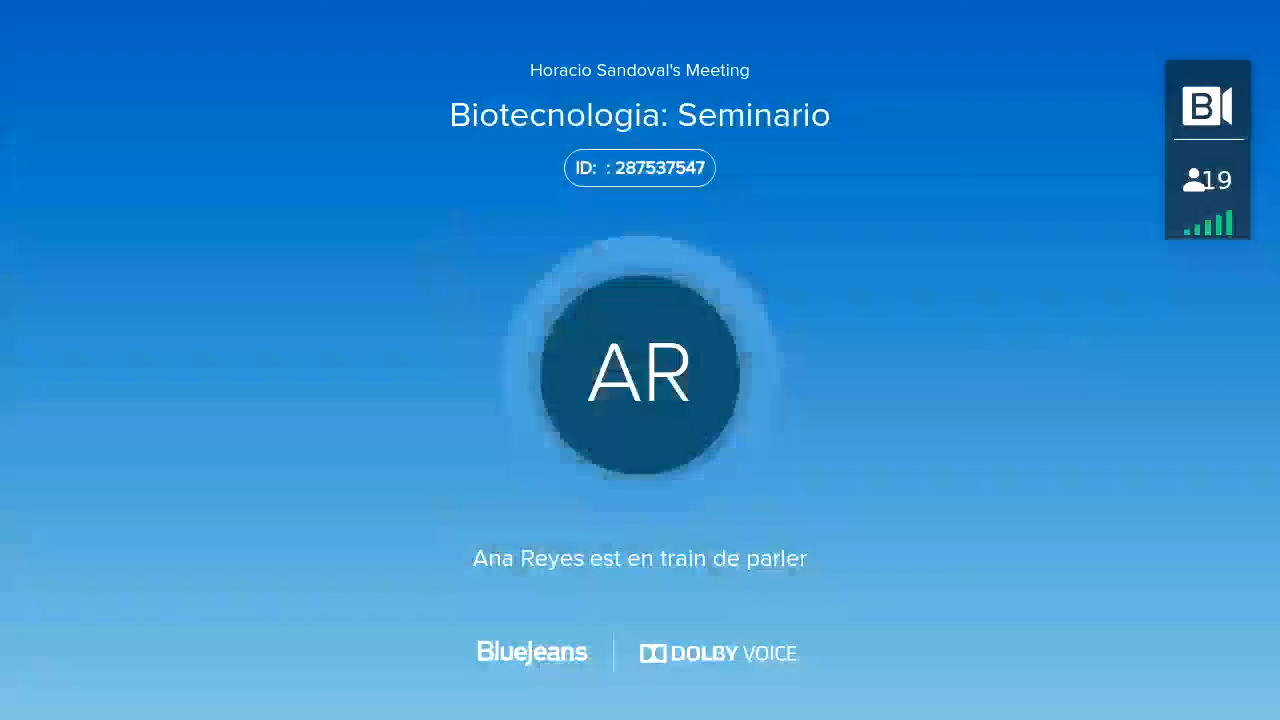 Horacio Sandoval's Meeting
Biotecnologia: Seminario
ID: : 287537547
B
19
AR
Ana Reyes est en train de parler
BlueJeans
DOLBY VOICE